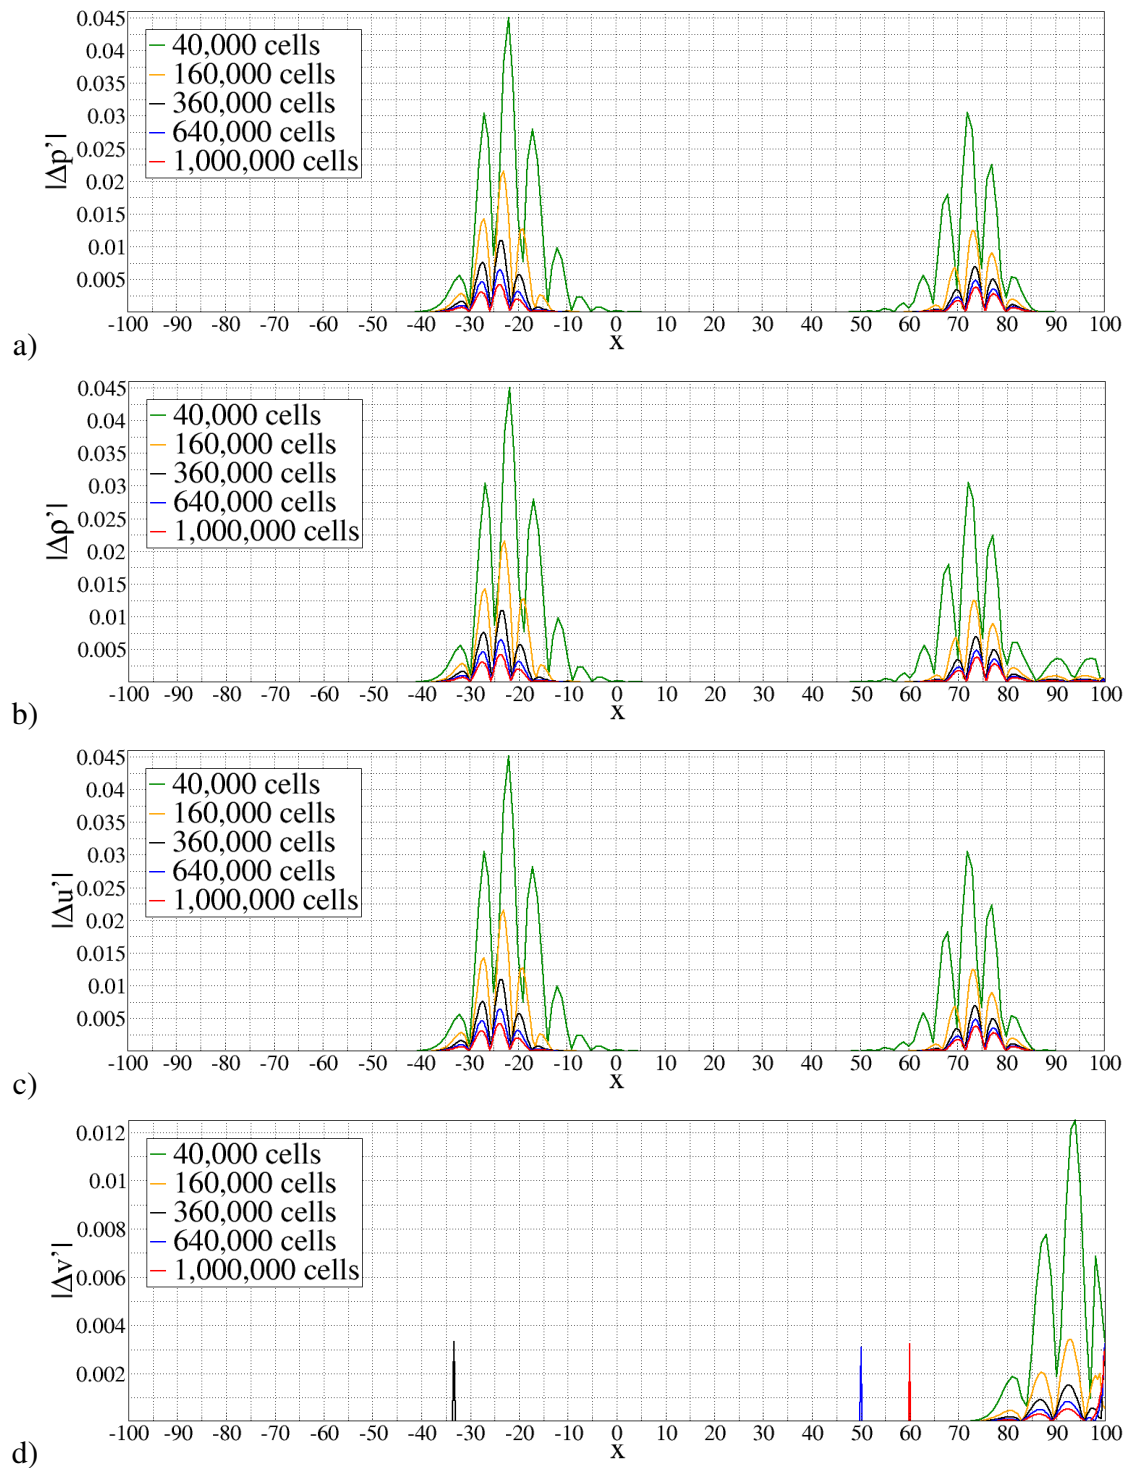 0.045
0.04
0.035
0.03
0.025
0.02
0.015
0.01
0.005
|Δp’|
40,000 cells
160,000 cells
360,000 cells
640,000 cells
1,000,000 cells
-100 -90 -80 -70 -60 -50 -40 -30 -20 -10 0 10 20 30 40 50 60 70 80 90 100
x
a)
0.045
0.04
0.035
0.03
0.025
0.02
0.015
0.01
0.005
|Δρ’|
40,000 cells
160,000 cells
360,000 cells
640,000 cells
1,000,000 cells
-100 -90 -80 -70 -60 -50 -40 -30 -20 -10 0 10 20 30 40 50 60 70 80 90 100
x
b)
0.045
0.04
0.035
0.03
0.025
0.02
0.015
0.01
0.005
|Δu’|
40,000 cells
160,000 cells
360,000 cells
640,000 cells
1,000,000 cells
-100 -90 -80 -70 -60 -50 -40 -30 -20 -10 0 10 20 30 40 50 60 70 80 90 100
x
c)
0.012
0.01
0.008
0.006
0.004
0.002
|Δv’|
40,000 cells
160,000 cells
360,000 cells
640,000 cells
1,000,000 cells
-100 -90 -80 -70 -60 -50 -40 -30 -20 -10 0 10 20 30 40 50 60 70 80 90 100
x
d)